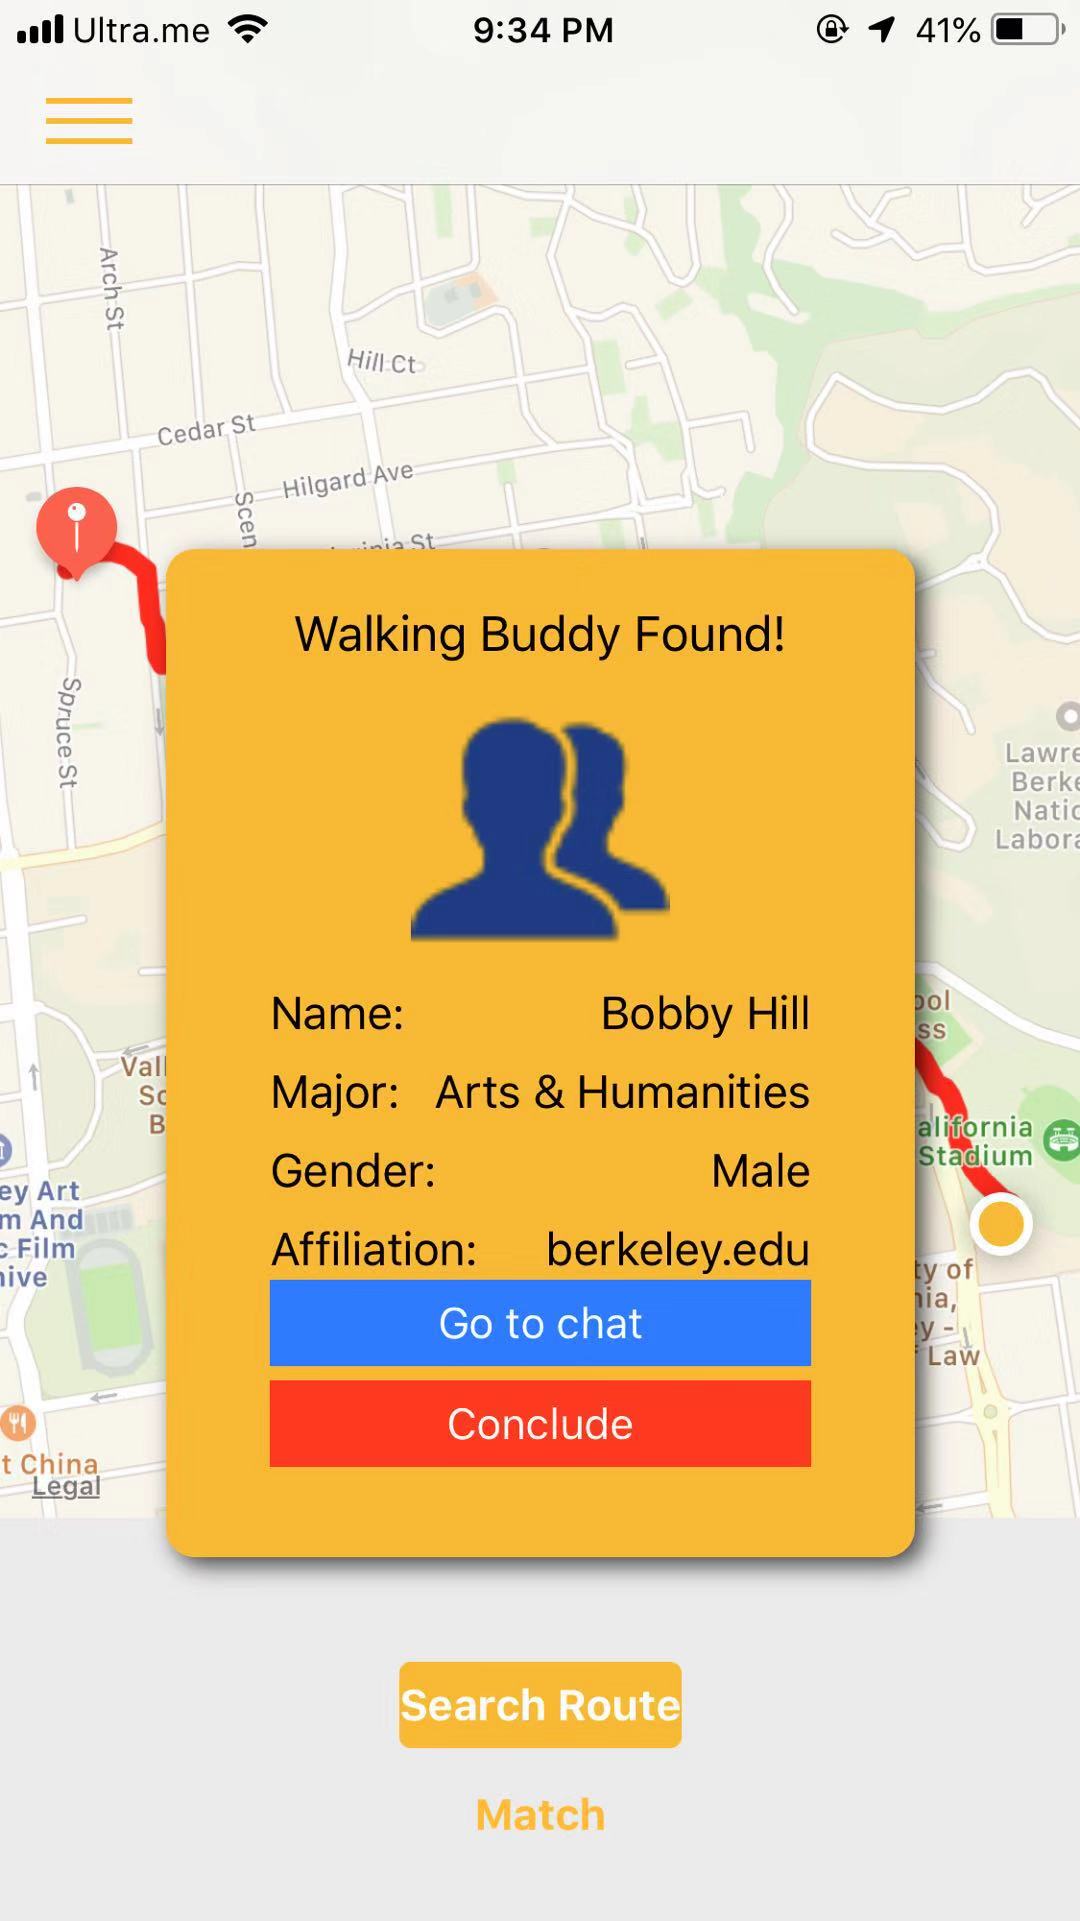 Ultra.me 9:34 PM 41%
Arch St
Hill Ct
Cedar St
Hilgard Ave
Scen
inia St
Spruce St
Walking Buddy Found!
Lawre
Berke
Natio
Labora
Name: Bobby Hill
Major: Arts & Humanities
Gender: Male
Affiliation: berkeley.edu
Go to chat
Conclude
ool
ss
Vall
Sc
B
alifornia
Stadium
ey Art
m And
c Film
hive
ty of
nia,
y -
Law
t China
Legal
Search Route
Match